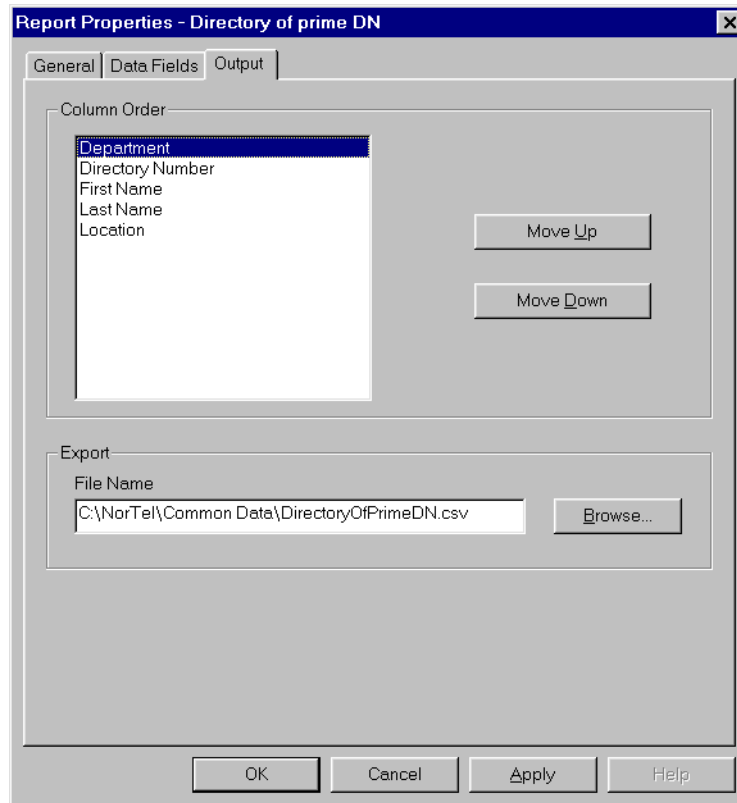 Report Properties - Directory of prime DN
General Data Fields Output
Column Order
Department
Directory Number
First Name
Last Name
Location
Move Up
Move Down
Export
File Name
C:\NorTel\Common Data\DirectoryOfPrimeDN.csv
Browse...
OK Cancel Apply Help